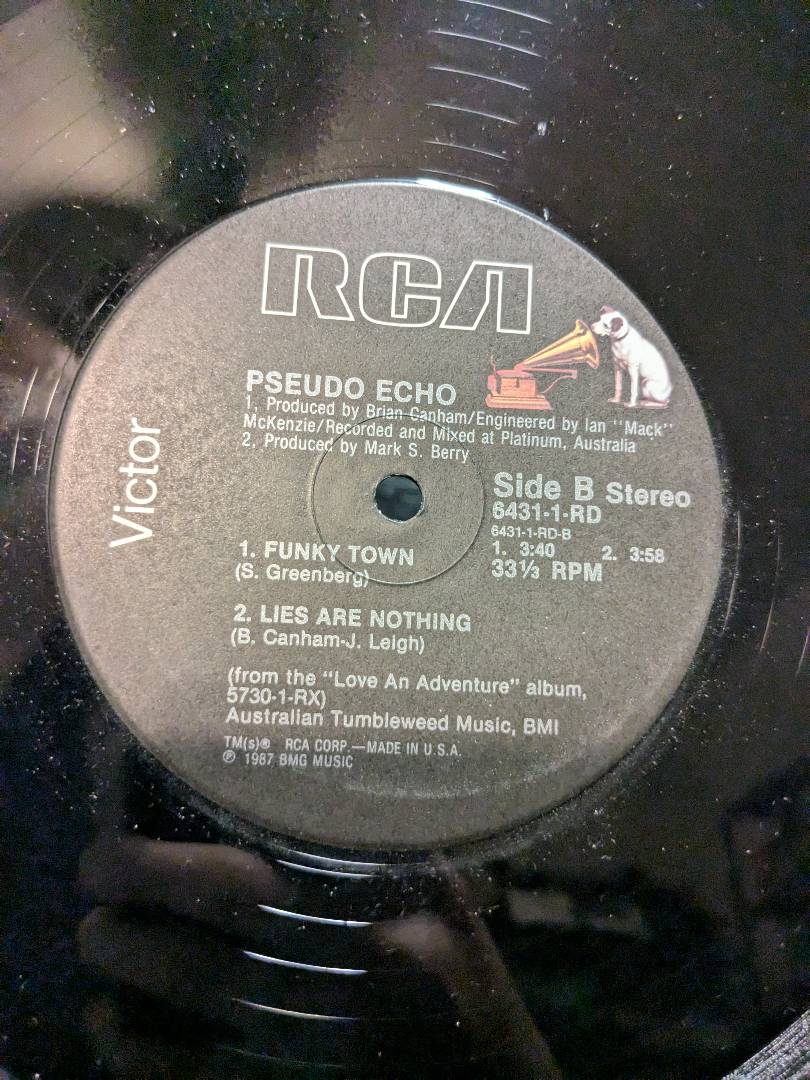 RCA
Victor
PSEUDO ECHO
1. Produced by Brian Canham/Engineered by Ian "Mack"
McKenzie/Recorded and Mixed at Platinum, Australia
2. Produced by Mark S. Berry
Side B Stereo
6431-1-RD
6431-1-RD-B
1. 3:40 2. 3:58
33⅓ RPM
1. FUNKY TOWN
(S. Greenberg)
2. LIES ARE NOTHING
(B. Canham-J. Leigh)
(from the "Love An Adventure" album,
5730-1-RX)
Australian Tumbleweed Music, BMI
TM(s)® RCA CORP.—MADE IN U.S.A.
℗ 1987 BMG MUSIC